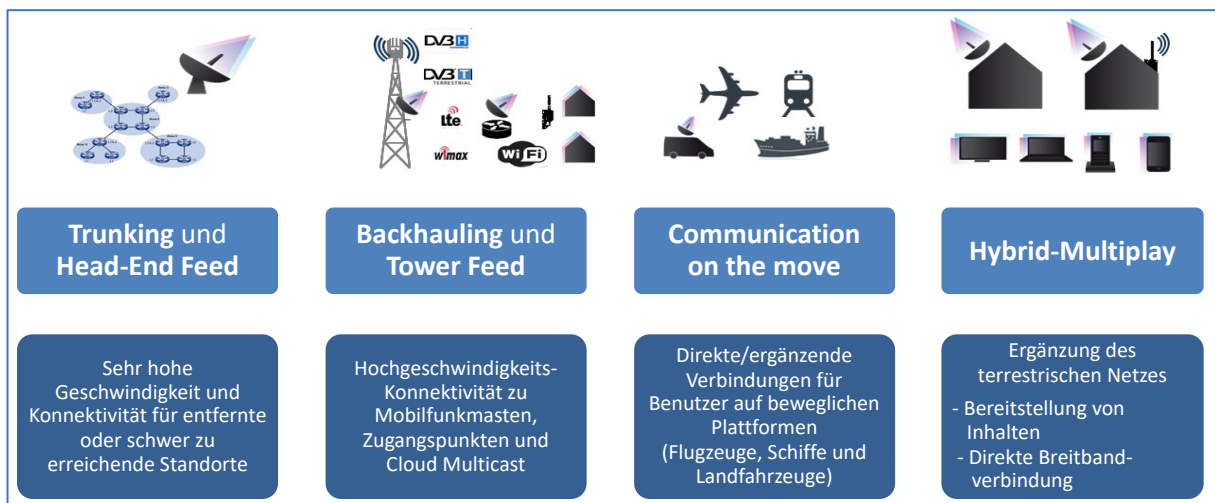 DVB H
DVB T
TERRESTRIAL
lte
wimax
WiFi
Trunking und
Head-End Feed
Backhauling und
Tower Feed
Communication
on the move
Hybrid-Multiplay
Sehr hohe
Geschwindigkeit und
Konnektivität für entfernte
oder schwer zu
erreichende Standorte
Hochgeschwindigkeits-
Konnektivität zu
Mobilfunkmasten,
Zugangspunkten und
Cloud Multicast
Direkte/ergänzende
Verbindungen für
Benutzer auf beweglichen
Plattformen
(Flugzeuge, Schiffe und
Landfahrzeuge)
Ergänzung des
terrestrischen Netzes
- Bereitstellung von
Inhalten
- Direkte Breitband-
verbindung